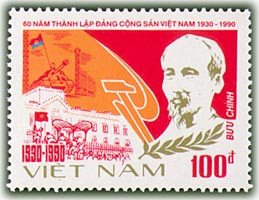 60 NĂM THÀNH LẬP ĐẢNG CỘNG SẢN VIỆT NAM 1930 - 1990
BƯU CHÍNH
1930-1990
VIỆT NAM 100đ